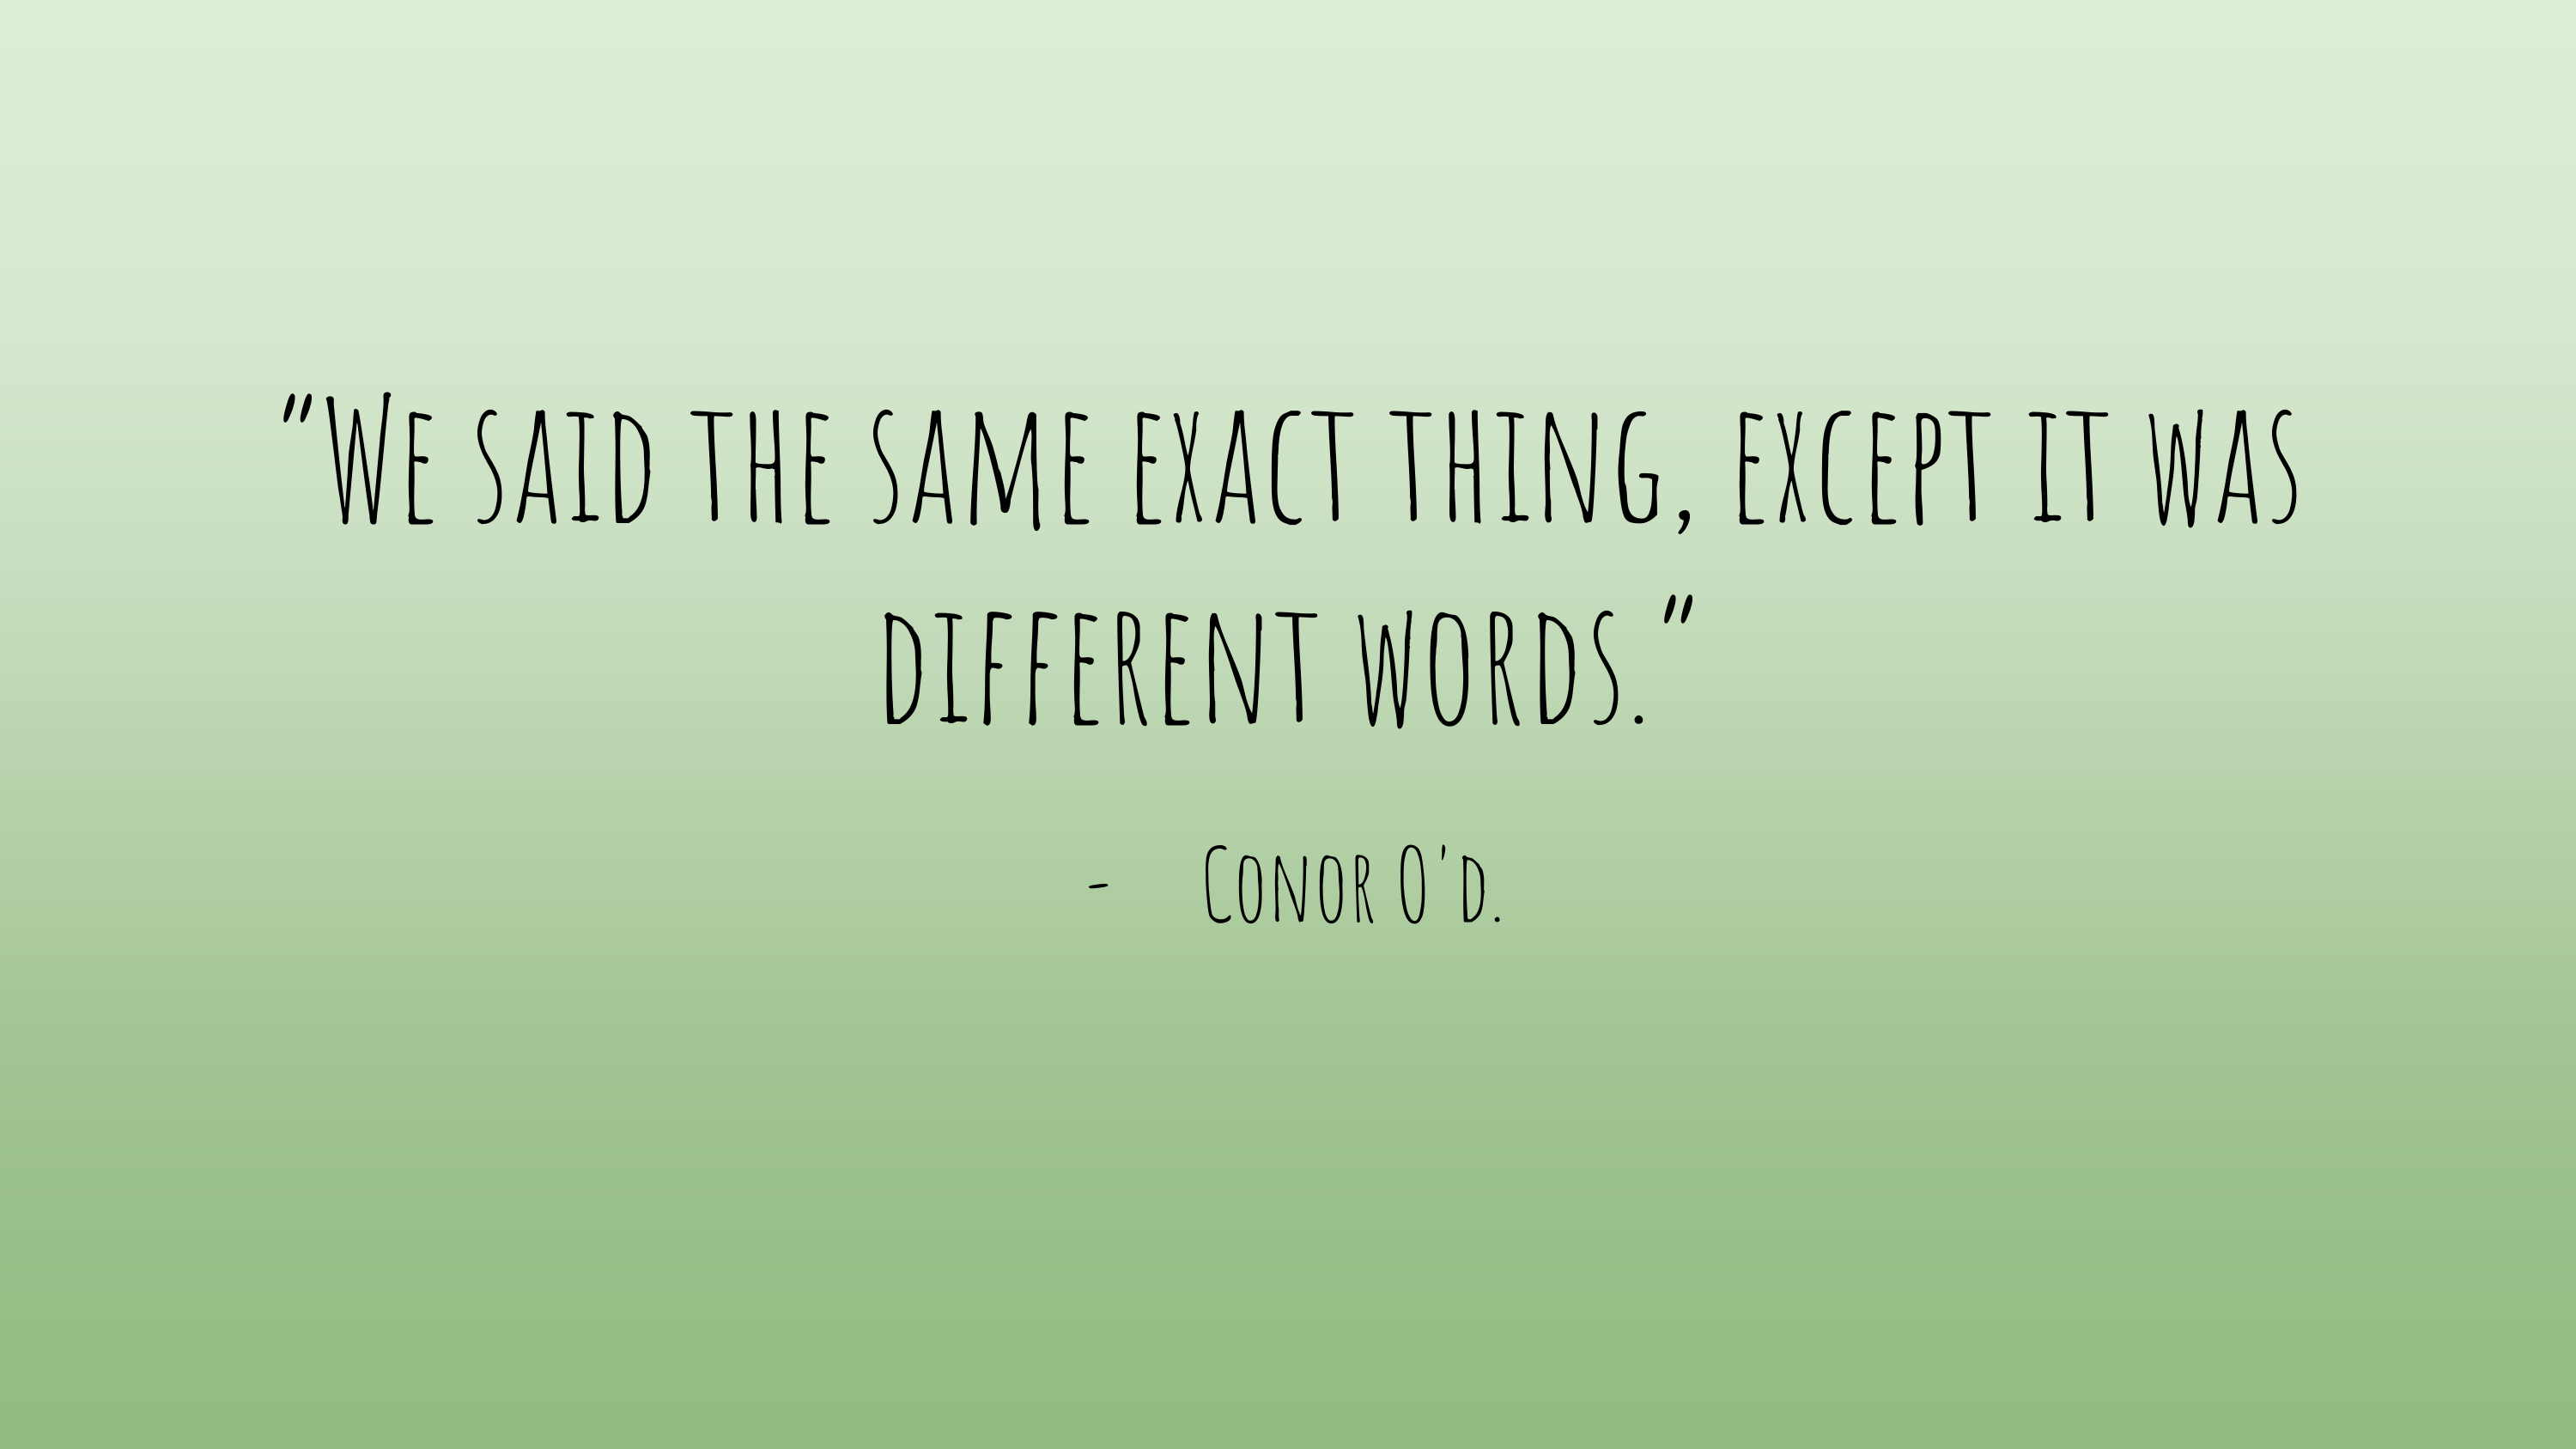 "We said the same exact thing, except it was
different words."
- Conor O'd.